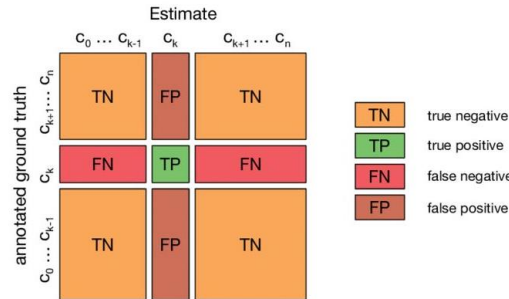 Estimate
c₀ ... cₖ₋₁ cₖ cₖ₊₁ ... cₙ
annotated ground truth
cₖ₊₁ ... cₙ
TN FP TN
cₖ
FN TP FN
c₀ ... cₖ₋₁
TN FP TN
TN true negative
TP true positive
FN false negative
FP false positive